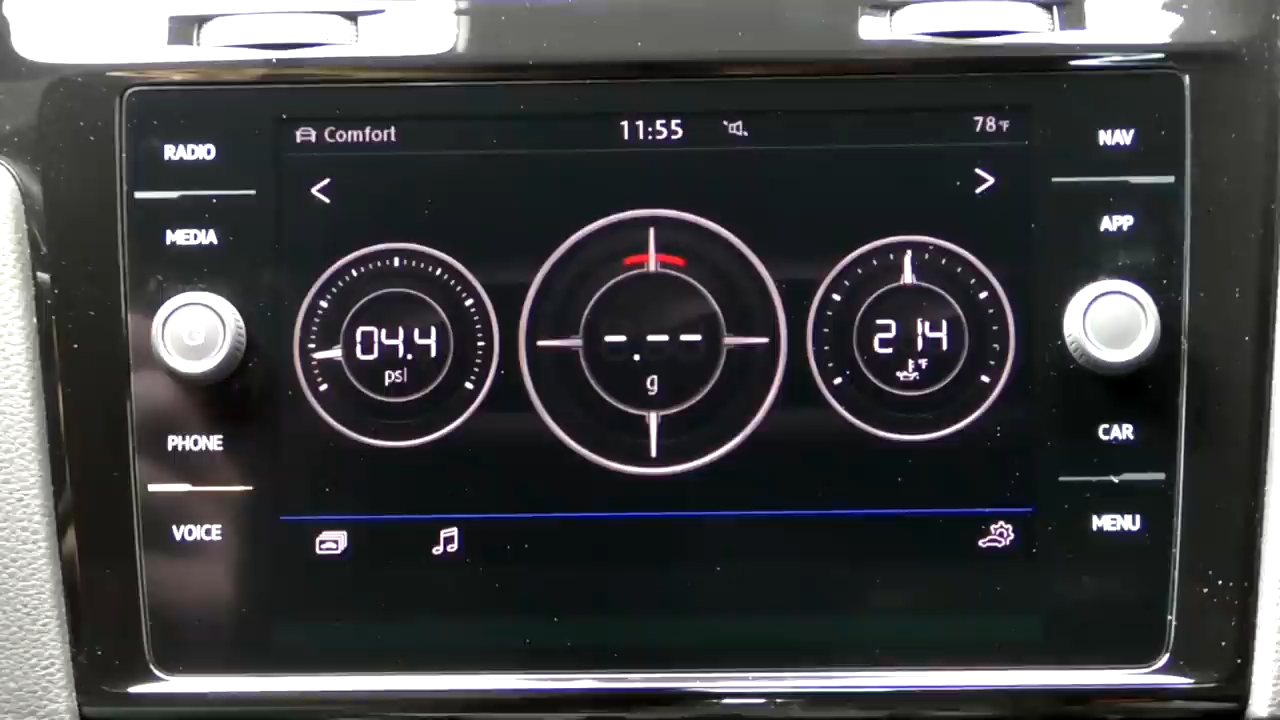 Comfort 11:55 78°F
RADIO
MEDIA
PHONE
VOICE
04.4
psi
-.--
g
214
°F
NAV
APP
CAR
MENU